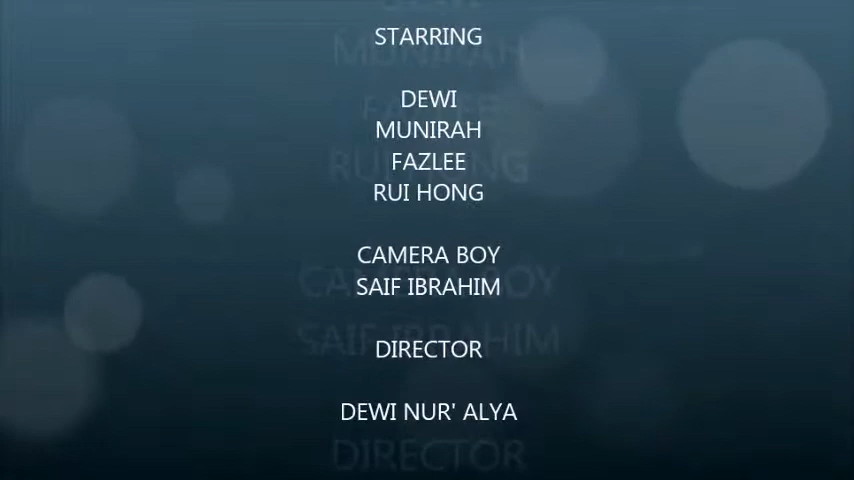 STARRING
DEWI
MUNIRAH
FAZLEE
RUI HONG
CAMERA BOY
SAIF IBRAHIM
DIRECTOR
DEWI NUR' ALYA